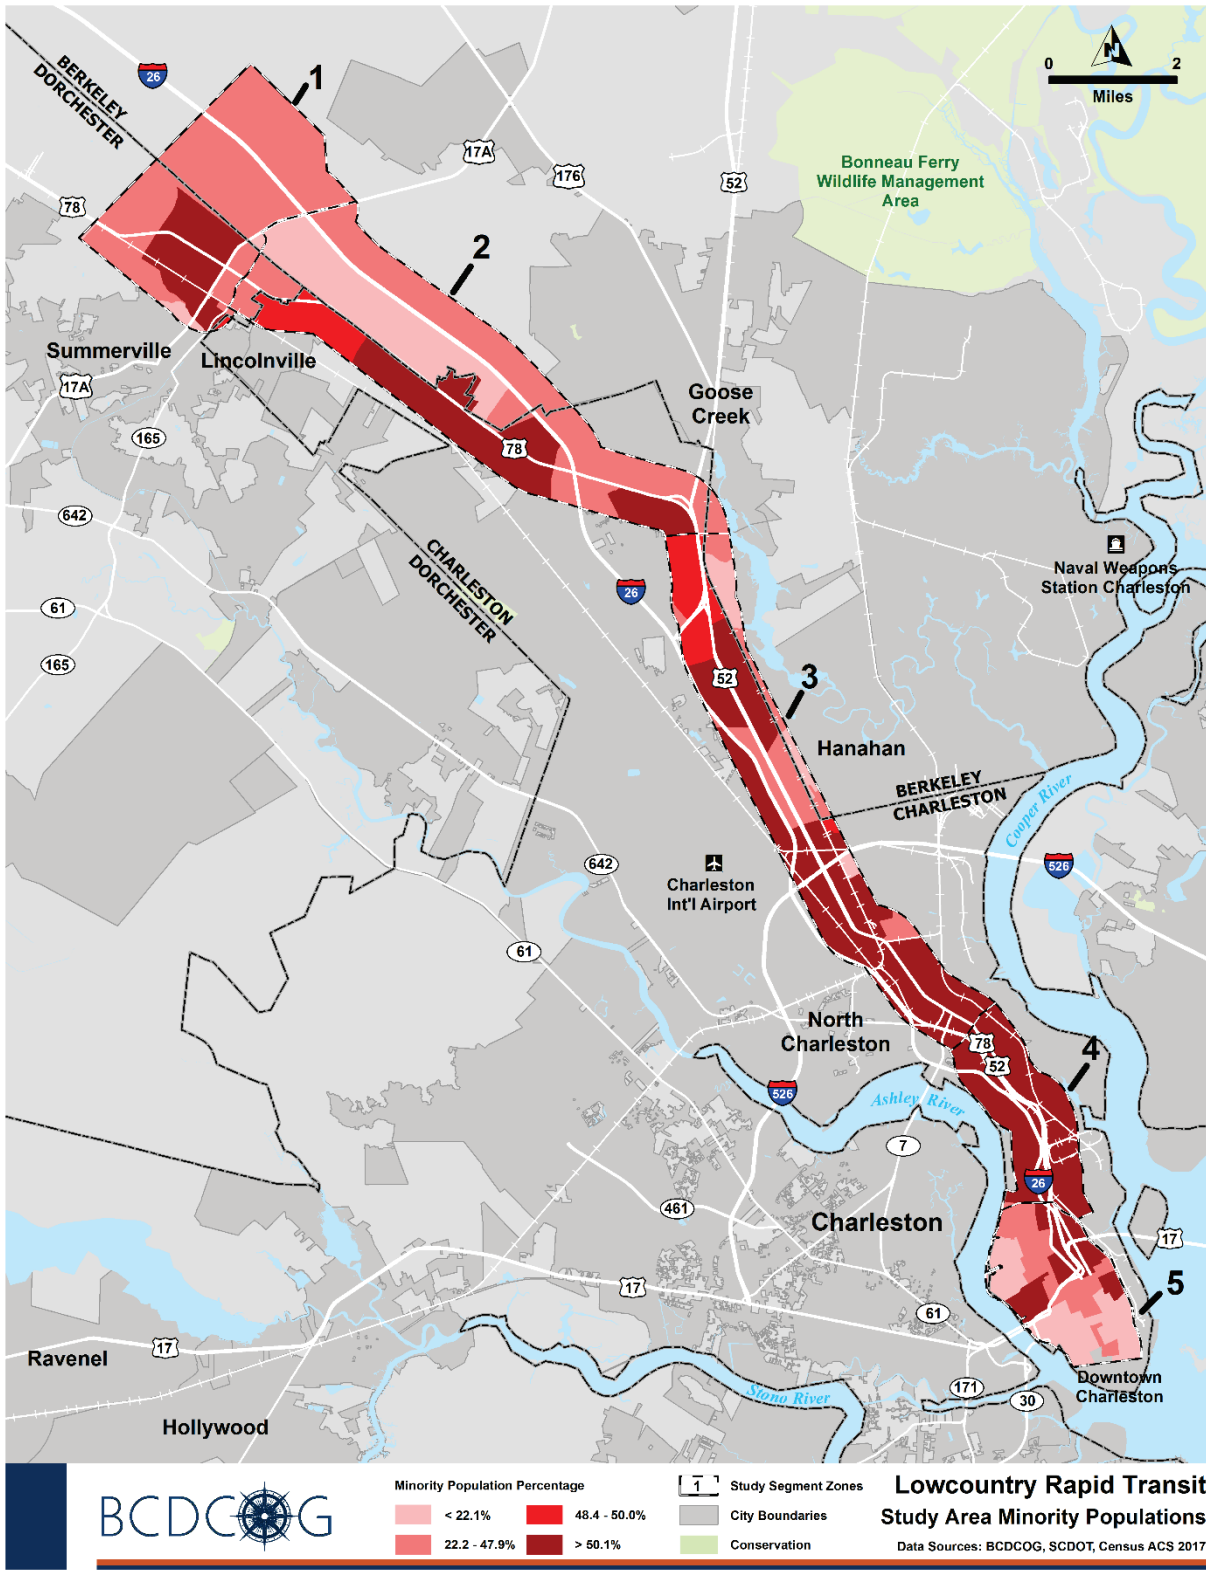 N
0 2
Miles
1
26
BERKELEY
DORCHESTER
17A
176
52
Bonneau Ferry
Wildlife Management
Area
78
2
Summerville
Lincolnville
17A
165
Goose
Creek
78
642
CHARLESTON
DORCHESTER
Naval Weapons
Station Charleston
26
61
165
52
3
Hanahan
BERKELEY
CHARLESTON
Cooper River
642
526
Charleston
Int'l Airport
61
North
Charleston
78
52
4
526
Ashley River
7
26
461
Charleston
17
17
5
61
17
Ravenel
171
30
Downtown
Charleston
Stono River
Hollywood
BCDCOG
Minority Population Percentage
< 22.1%
22.2 - 47.9%
48.4 - 50.0%
> 50.1%
1 Study Segment Zones
City Boundaries
Conservation
Lowcountry Rapid Transit
Study Area Minority Populations
Data Sources: BCDCOG, SCDOT, Census ACS 2017